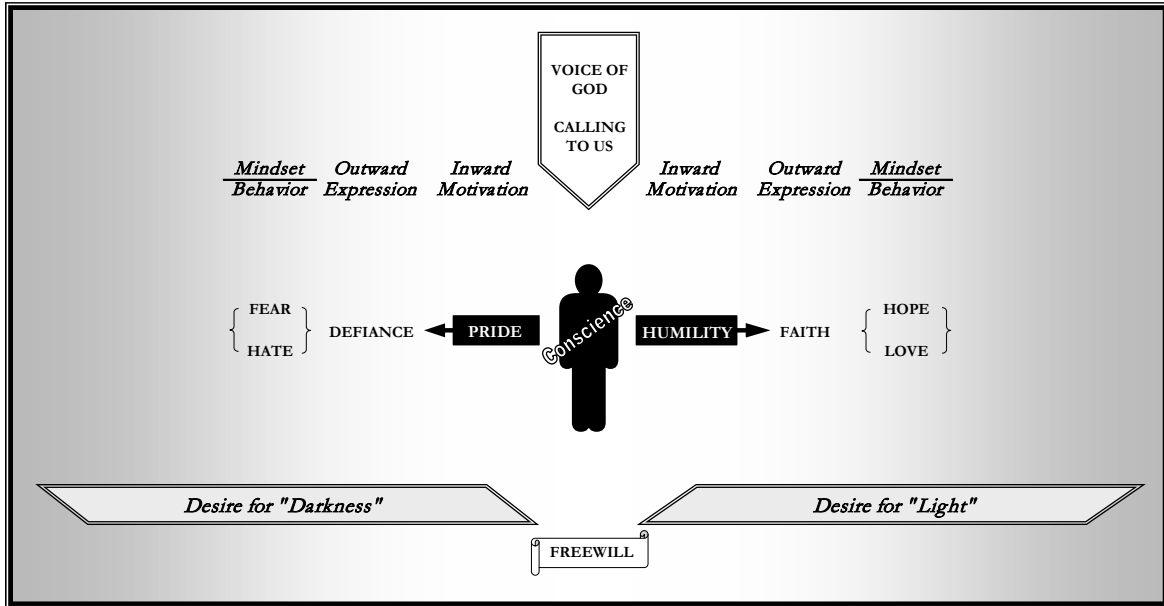 VOICE OF
GOD
CALLING
TO US
Mindset
Behavior
Outward
Expression
Inward
Motivation
Inward
Motivation
Outward
Expression
Mindset
Behavior
FEAR
HATE
DEFIANCE
PRIDE
Conscience
HUMILITY
FAITH
HOPE
LOVE
Desire for "Darkness"
Desire for "Light"
FREEWILL